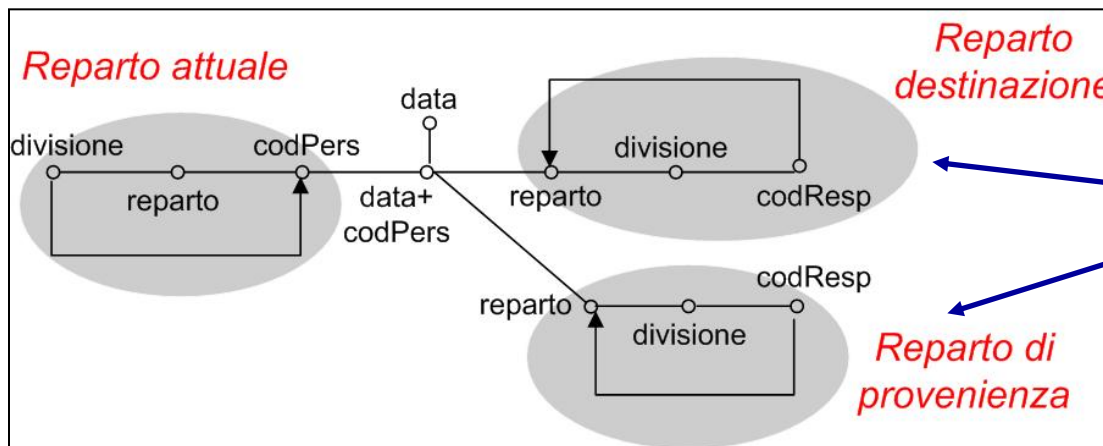 Reparto attuale
Reparto
destinazione
data
divisione
codPers
divisione
reparto
data+
codPers
reparto
codResp
codResp
reparto
divisione
Reparto di
provenienza